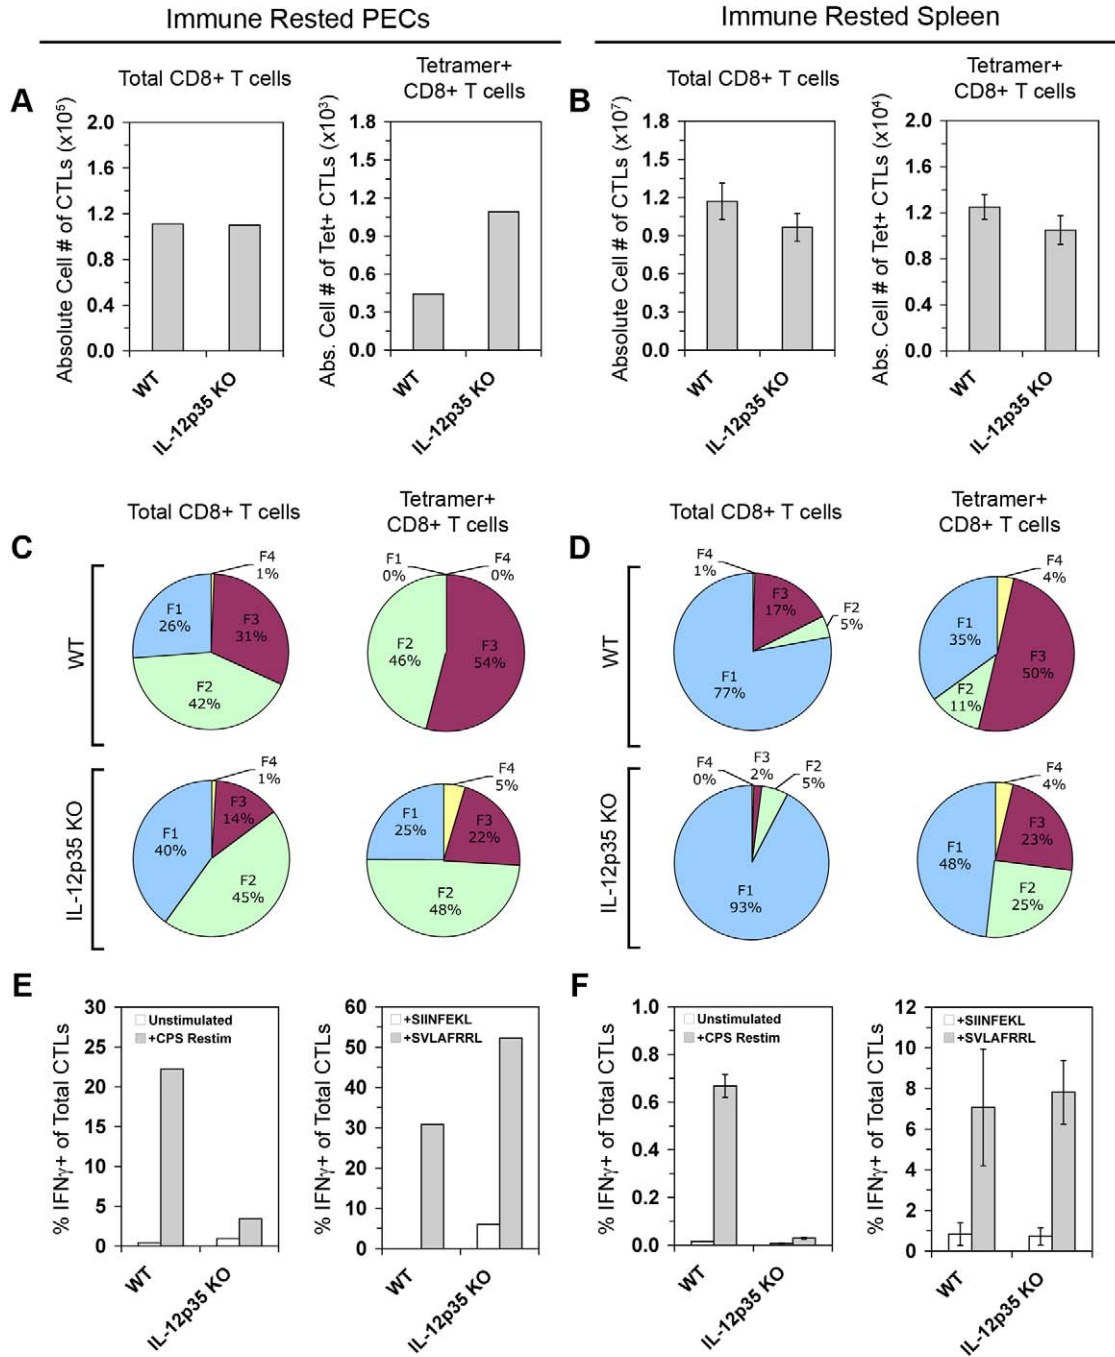 Immune Rested PECs
Immune Rested Spleen
A
Total CD8+ T cells
Absolute Cell # of CTLs (x10⁵)
2.0
1.6
1.2
0.8
0.4
0.0
WT
IL-12p35 KO
Tetramer+
CD8+ T cells
Abs. Cell # of Tet+ CTLs (x10³)
1.8
1.5
1.2
0.9
0.6
0.3
0.0
WT
IL-12p35 KO
B
Total CD8+ T cells
Absolute Cell # of CTLs (x10⁷)
1.8
1.5
1.2
0.9
0.6
0.3
0.0
WT
IL-12p35 KO
Tetramer+
CD8+ T cells
Abs. Cell # of Tet+ CTLs (x10⁴)
2.0
1.6
1.2
0.8
0.4
0.0
WT
IL-12p35 KO
C
Total CD8+ T cells
Tetramer+
CD8+ T cells
WT
F4
1%
F3
31%
F2
42%
F1
26%
F1
0%
F4
0%
F2
46%
F3
54%
IL-12p35 KO
F4
1%
F3
14%
F2
45%
F1
40%
F4
5%
F3
22%
F2
48%
F1
25%
D
Total CD8+ T cells
Tetramer+
CD8+ T cells
WT
F4
1%
F3
17%
F2
5%
F1
77%
F4
4%
F3
50%
F2
11%
F1
35%
IL-12p35 KO
F4
0%
F3
2%
F2
5%
F1
93%
F4
4%
F3
23%
F2
25%
F1
48%
E
% IFNγ+ of Total CTLs
30
25
20
15
10
5
0
Unstimulated
+CPS Restim
WT
IL-12p35 KO
% IFNγ+ of Total CTLs
60
50
40
30
20
10
0
+SIINFEKL
+SVLAFRRL
WT
IL-12p35 KO
F
% IFNγ+ of Total CTLs
1.0
0.8
0.6
0.4
0.2
0.0
Unstimulated
+CPS Restim
WT
IL-12p35 KO
% IFNγ+ of Total CTLs
12
10
8
6
4
2
0
+SIINFEKL
+SVLAFRRL
WT
IL-12p35 KO